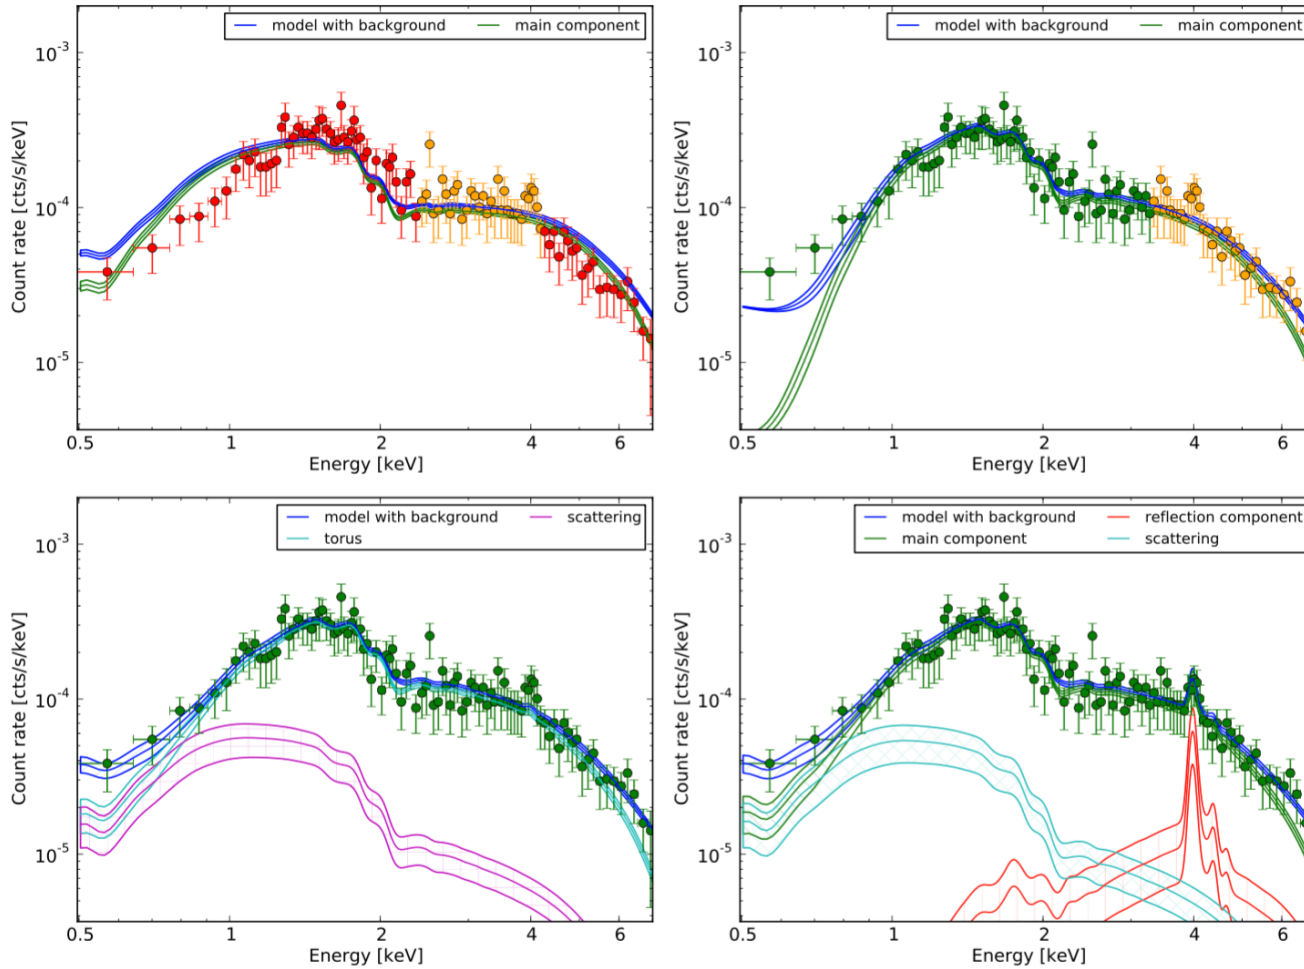 model with background main component
10^-3
10^-4
10^-5
Count rate [cts/s/keV]
0.5 1 2 4 6
Energy [keV]
model with background main component
10^-3
10^-4
10^-5
Count rate [cts/s/keV]
0.5 1 2 4 6
Energy [keV]
model with background scattering
torus
10^-3
10^-4
10^-5
Count rate [cts/s/keV]
0.5 1 2 4 6
Energy [keV]
model with background reflection component
main component scattering
10^-3
10^-4
10^-5
Count rate [cts/s/keV]
0.5 1 2 4 6
Energy [keV]